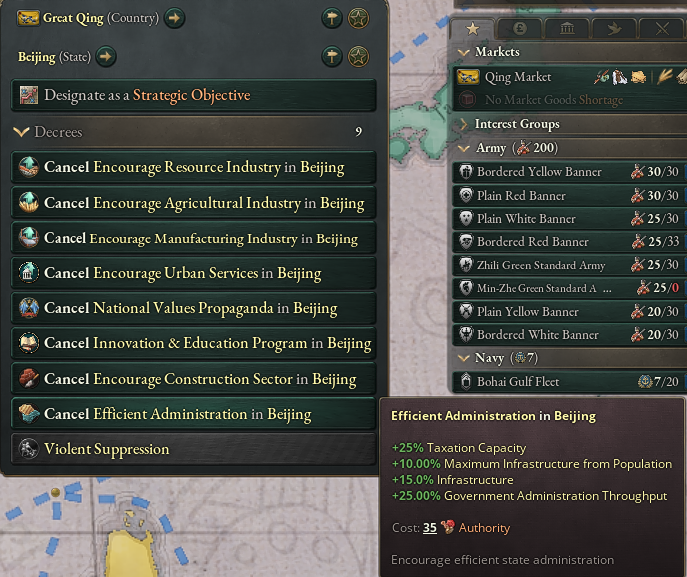 Great Qing (Country)
Beijing (State)
Designate as a Strategic Objective
Decrees 9
Cancel Encourage Resource Industry in Beijing
Cancel Encourage Agricultural Industry in Beijing
Cancel Encourage Manufacturing Industry in Beijing
Cancel Encourage Urban Services in Beijing
Cancel National Values Propaganda in Beijing
Cancel Innovation & Education Program in Beijing
Cancel Encourage Construction Sector in Beijing
Cancel Efficient Administration in Beijing
Violent Suppression
Markets
Qing Market
No Market Goods Shortage
Interest Groups
Army (200)
Bordered Yellow Banner 30/30
Plain Red Banner 30/30
Plain White Banner 25/30
Bordered Red Banner 25/33
Zhili Green Standard Army 25/30
Min-Zhe Green Standard A ... 25/0
Plain Yellow Banner 20/30
Bordered White Banner 20/30
Navy (7)
Bohai Gulf Fleet 7/20
Efficient Administration in Beijing
+25% Taxation Capacity
+10.00% Maximum Infrastructure from Population
+15.0% Infrastructure
+25.00% Government Administration Throughput
Cost: 35 Authority
Encourage efficient state administration